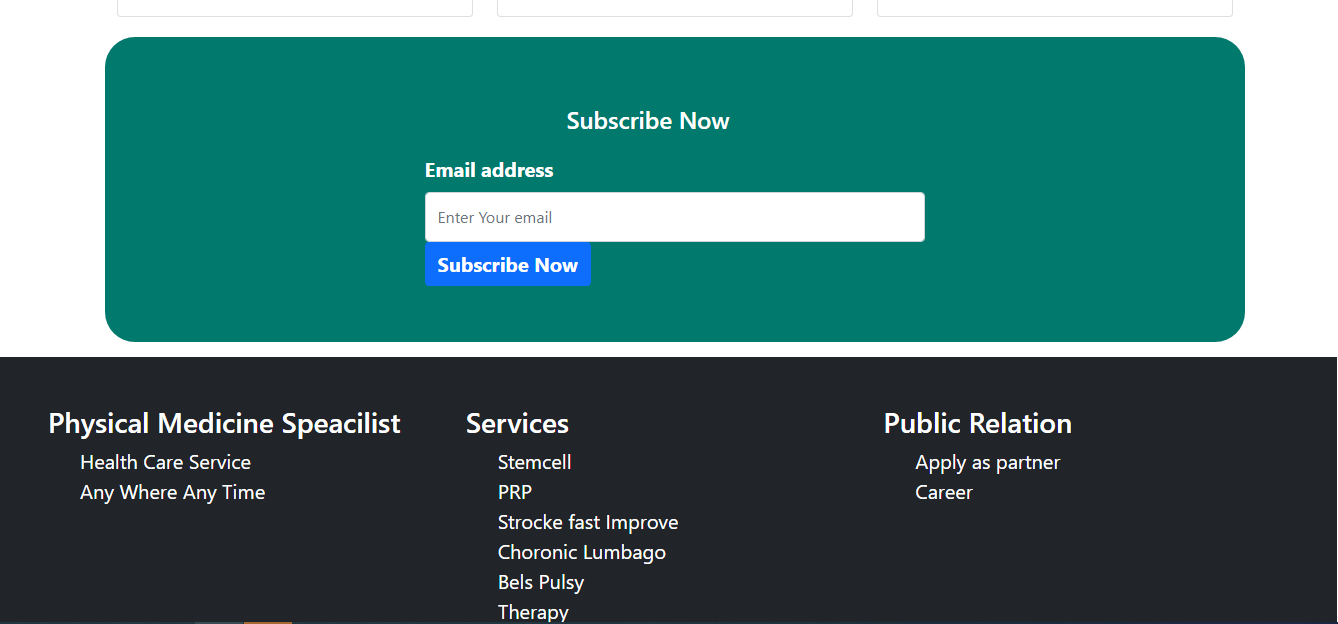 Subscribe Now
Email address
Enter Your email
Subscribe Now
Physical Medicine Speacilist
Health Care Service
Any Where Any Time
Services
Stemcell
PRP
Strocke fast Improve
Choronic Lumbago
Bels Pulsy
Therapy
Public Relation
Apply as partner
Career